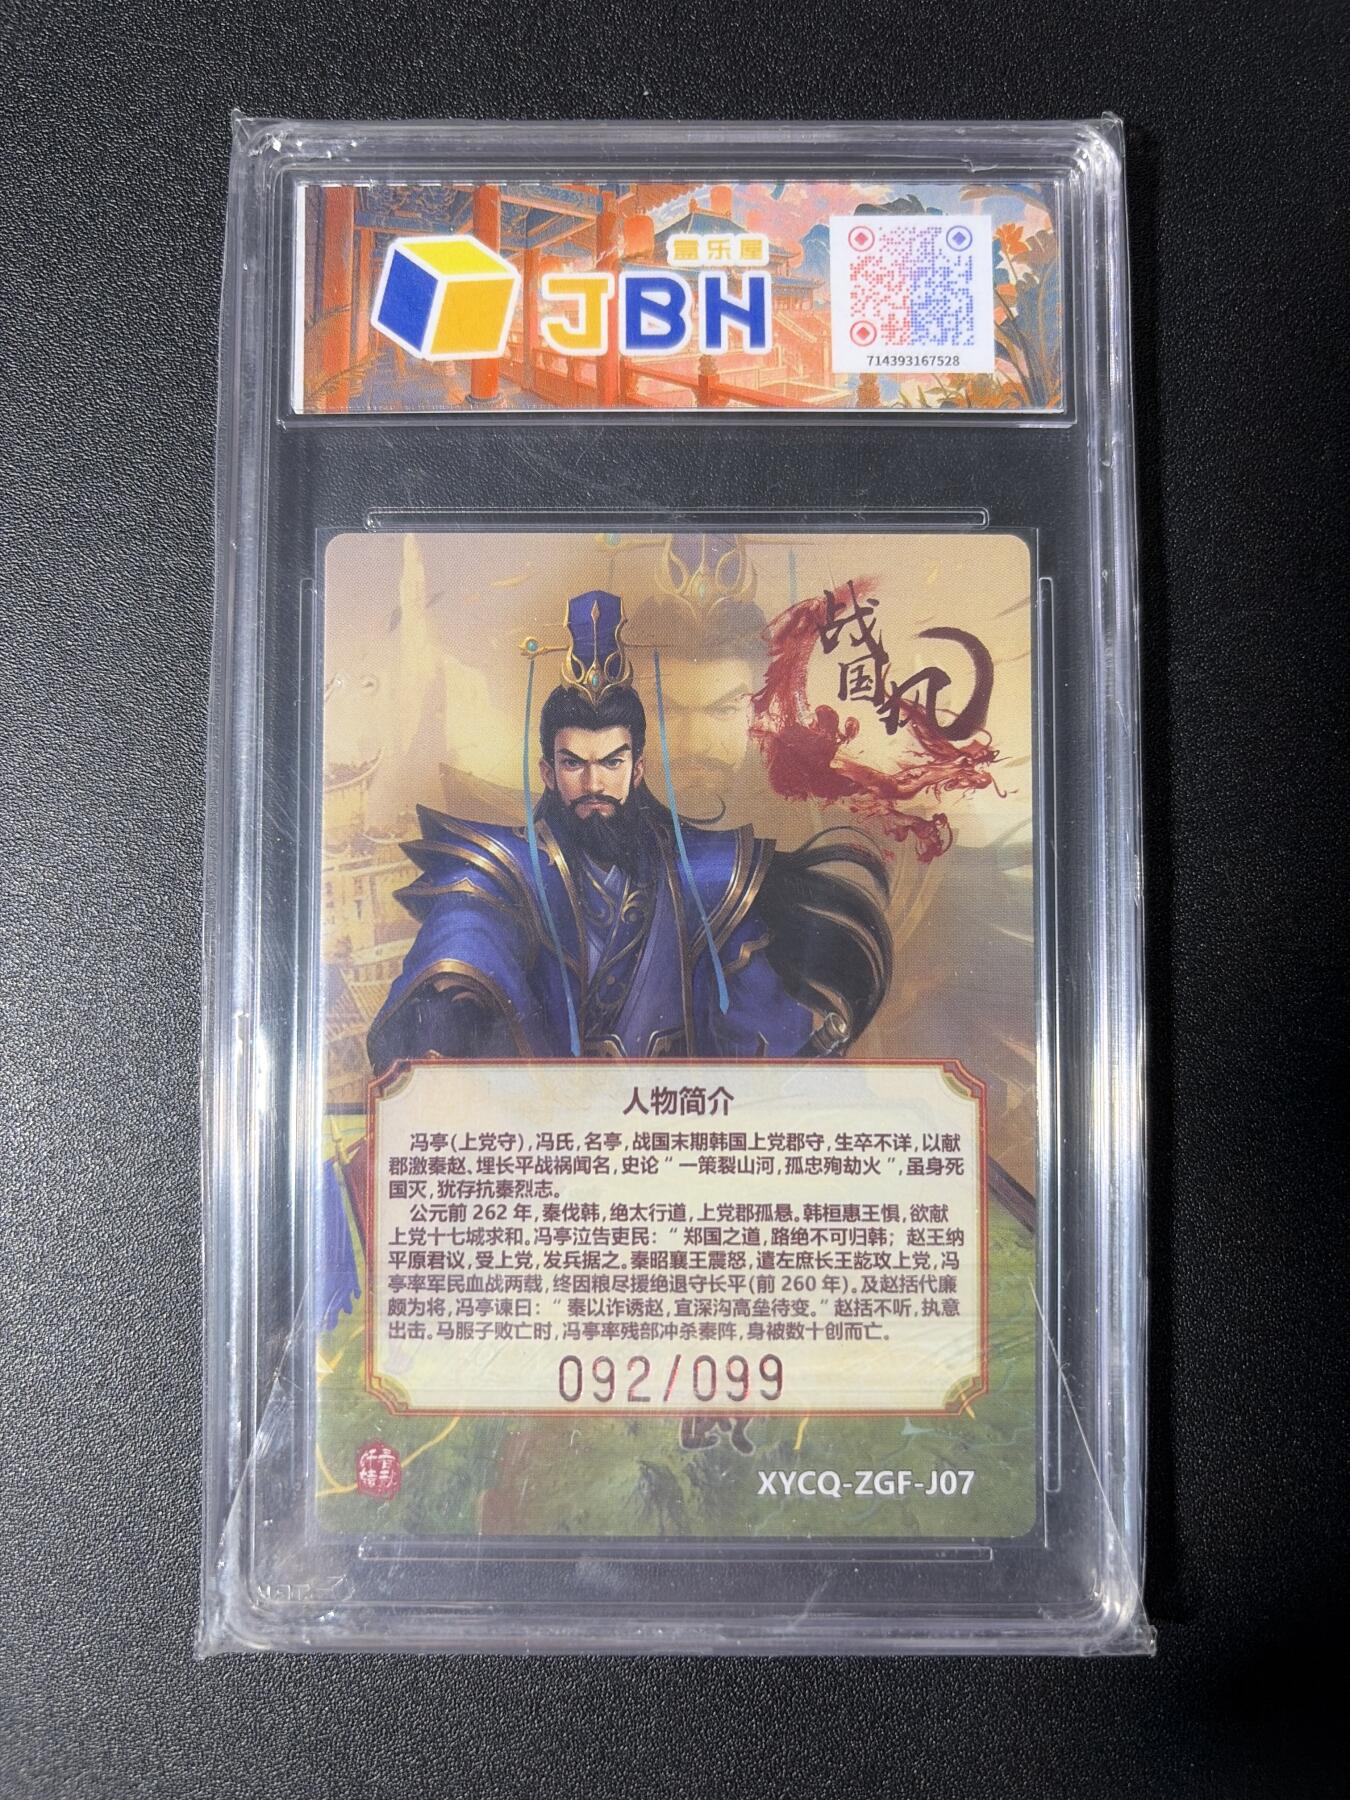 盒乐屋
JBH
714393167528
战国风
人物简介
冯亭(上党守),冯氏,名亭,战国末期韩国上党郡守,生卒不详,以献
郡激秦赵、埋长平战祸闻名,史论“一策裂山河,孤忠殉劫火”,虽身死
国灭,犹存抗秦烈志。
公元前262年,秦伐韩,绝太行道,上党郡孤悬。韩桓惠王惧,欲献
上党十七城求和。冯亭泣告吏民:“郑国之道,路绝不可归韩;赵王纳
平原君议,受上党,发兵据之。秦昭襄王震怒,遣左庶长王龁攻上党,冯
亭率军民血战两载,终因粮尽援绝退守长平(前260年)。及赵括代廉
颇为将,冯亭谏曰:“秦以诈诱赵,宜深沟高垒待变。”赵括不听,执意
出击。马服子败亡时,冯亭率残部冲杀秦阵,身被数十创而亡。
092/099
XYCQ-ZGF-J07